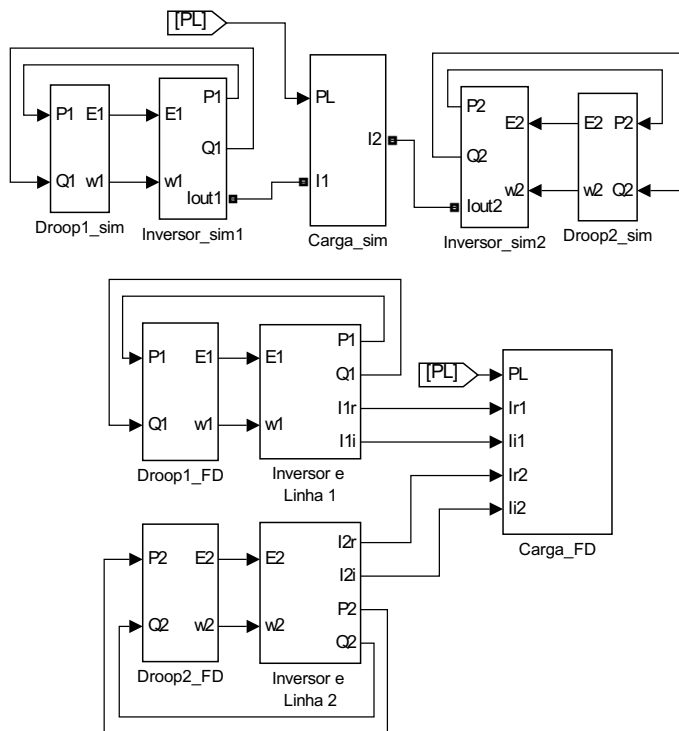 [PL]
P1 E1 E1 P1 PL
Q1 w1 w1 Q1 Iout1
I1 I2
P2 E2 E2 P2
Q2 w2 w2 Q2
Iout2
Droop1_sim
Inversor_sim1
Carga_sim
Inversor_sim2
Droop2_sim
P1 E1 E1 P1
Q1
Q1 w1 w1 I1r
I1i
Droop1_FD
Inversor e
Linha 1
[PL]
PL
Ir1
Ii1
Ir2
Ii2
Carga_FD
P2 E2 E2 I2r
I2i
Q2 w2 w2 P2
Q2
Droop2_FD
Inversor e
Linha 2